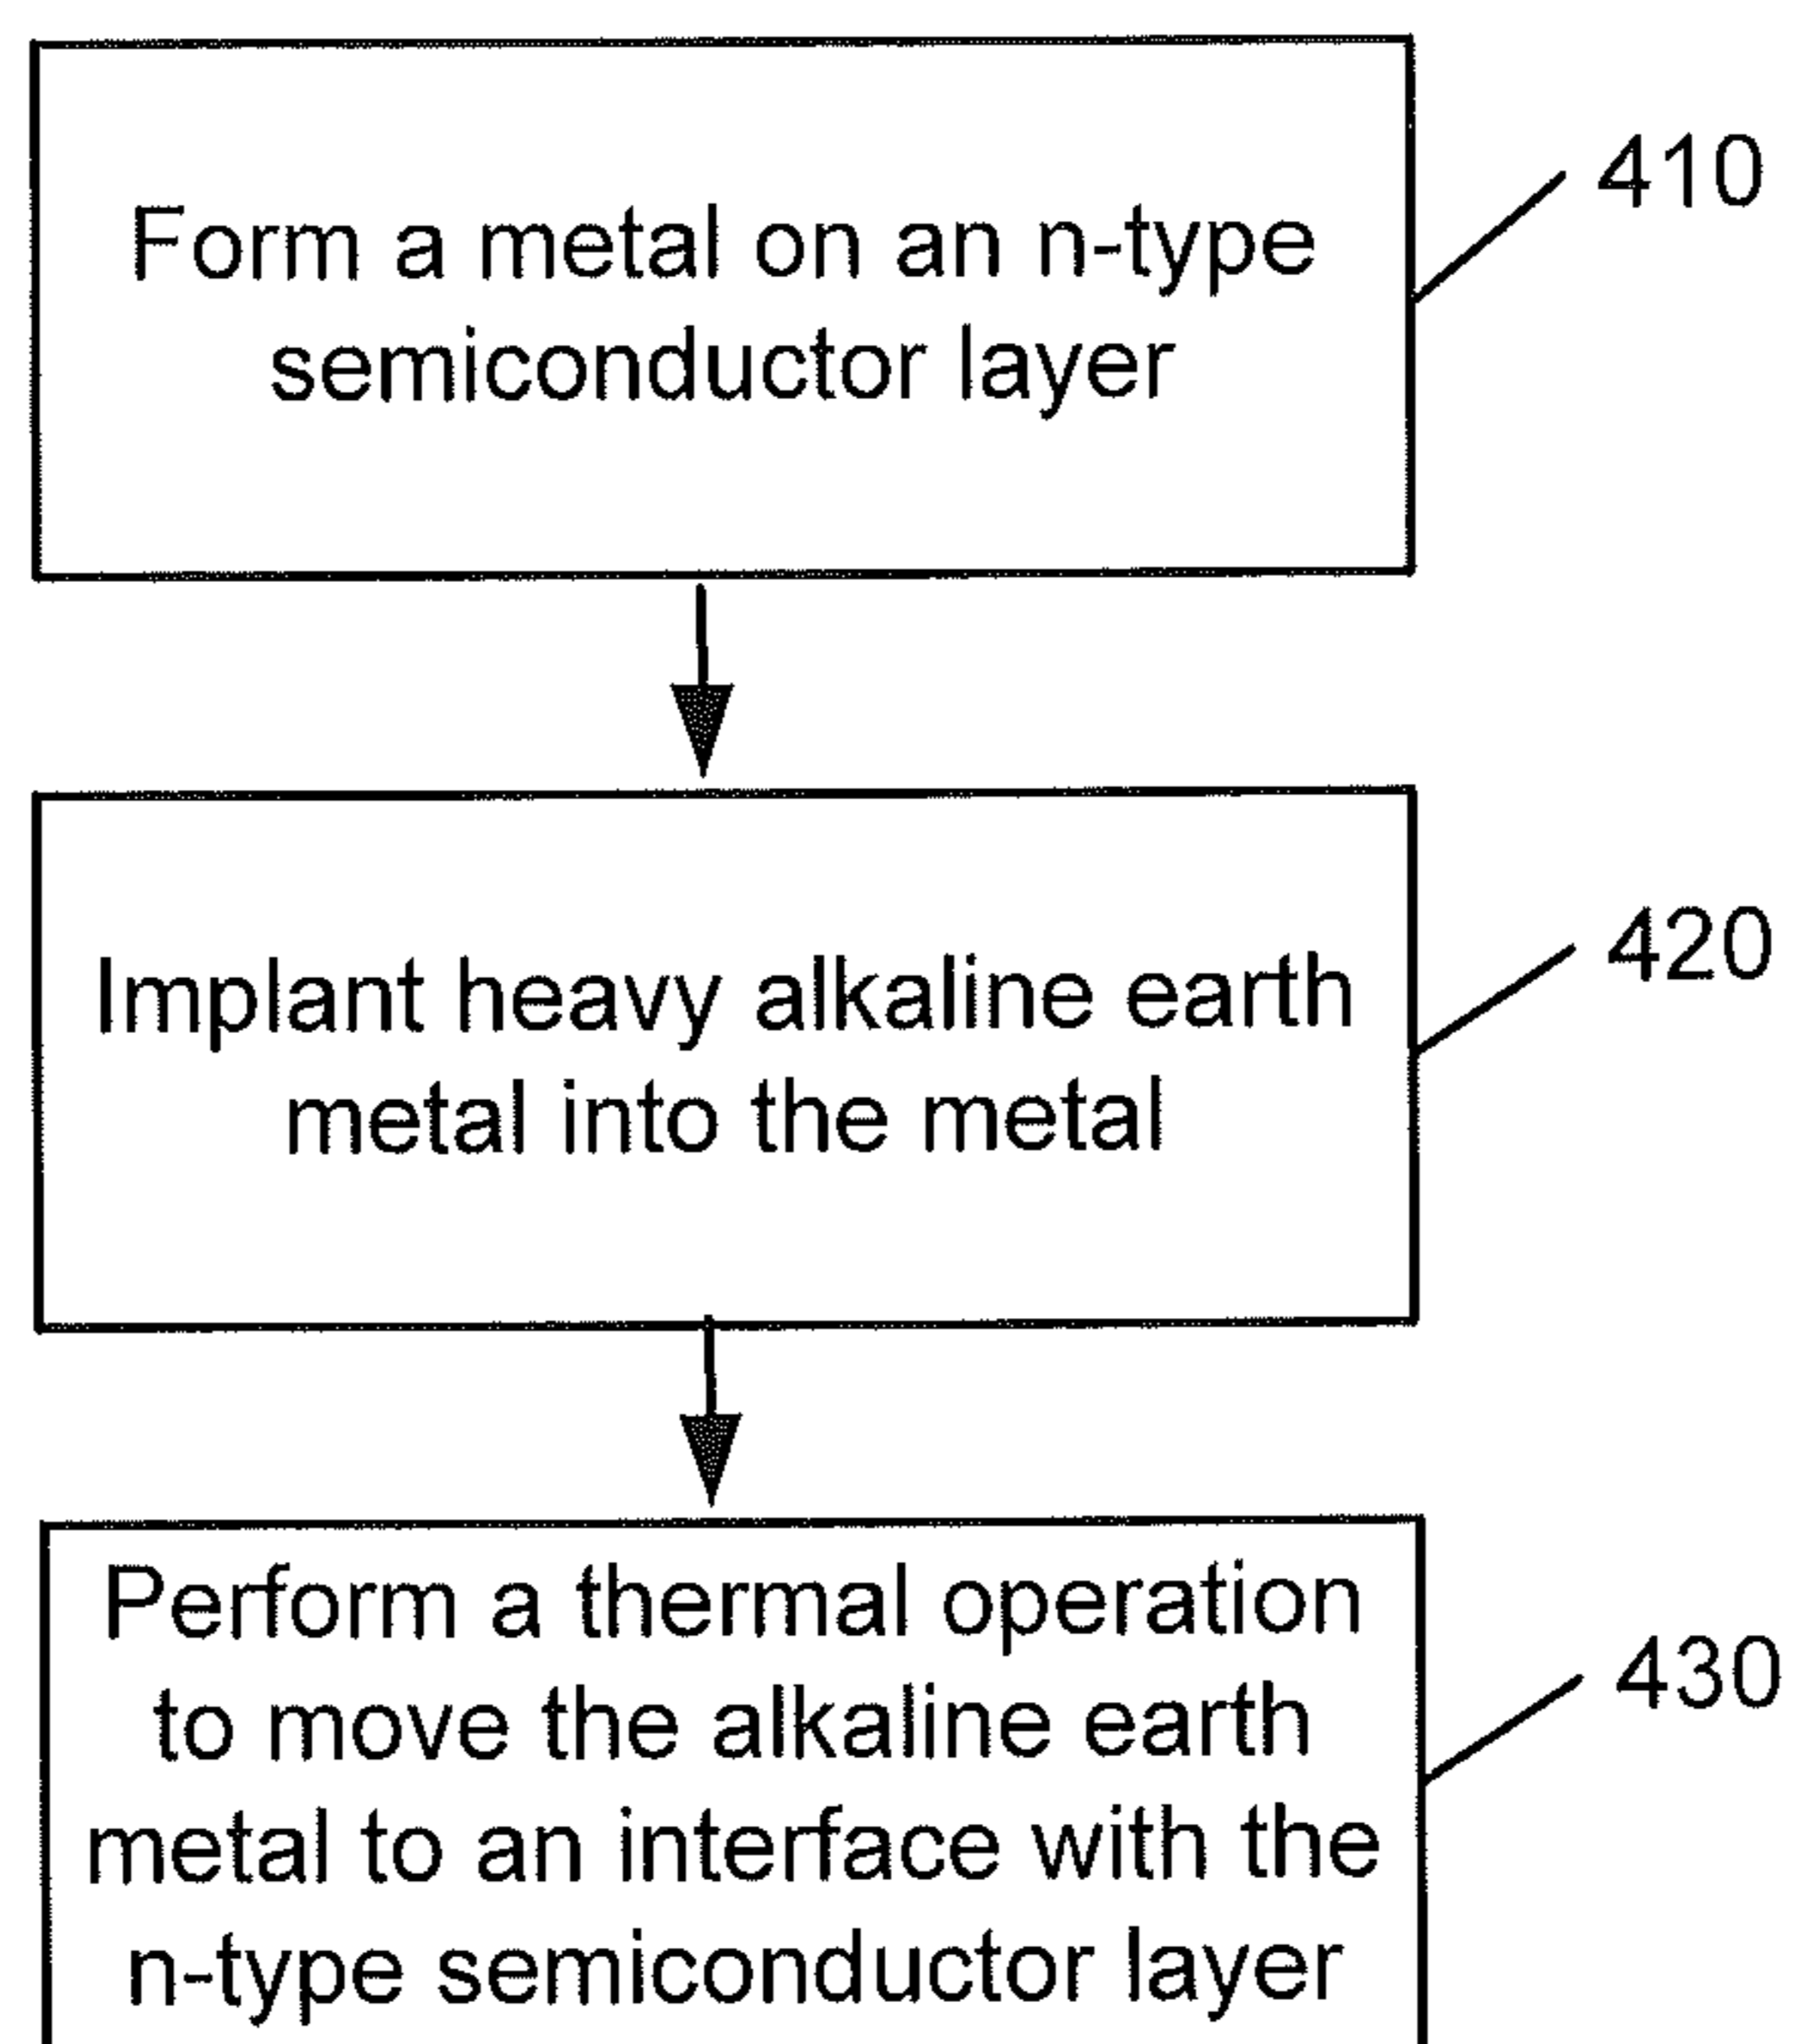 Form a metal on an n-type
semiconductor layer
410
Implant heavy alkaline earth
metal into the metal
420
Perform a thermal operation
to move the alkaline earth
metal to an interface with the
n-type semiconductor layer
430